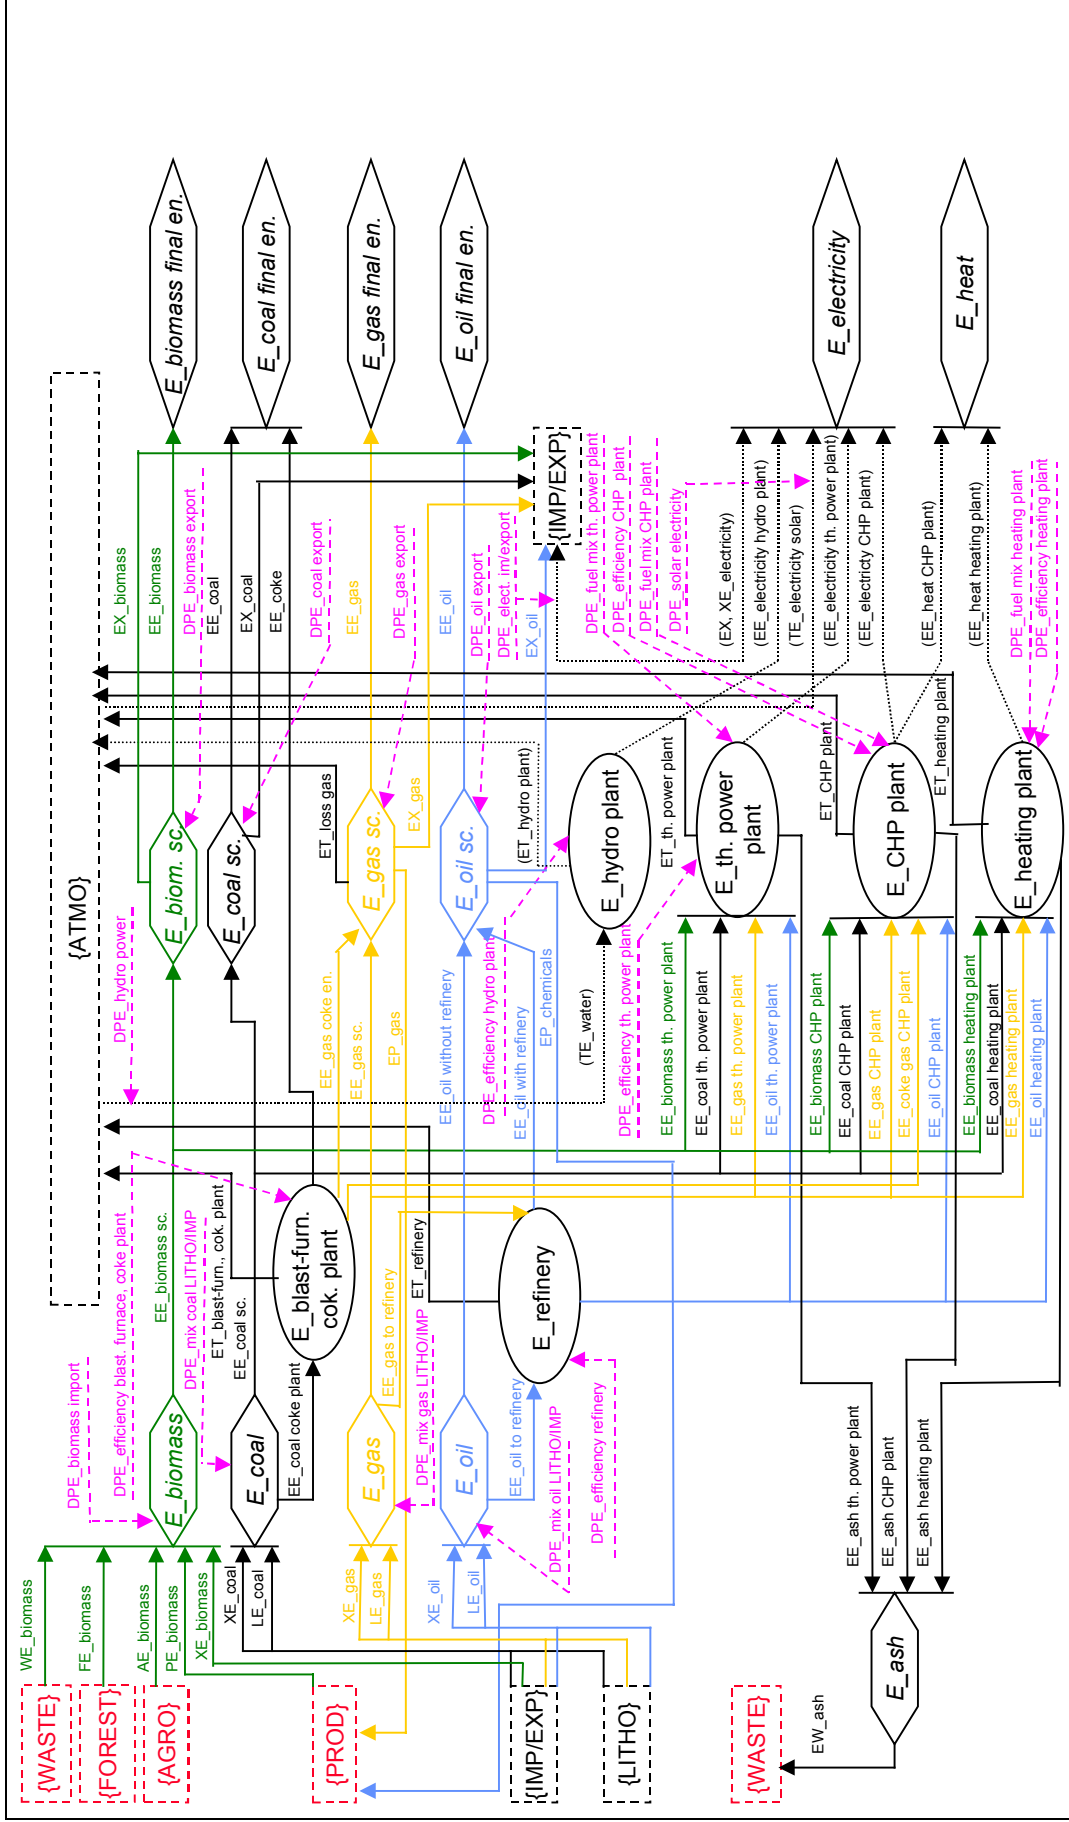 {ATMO}
E_biomass final en.
E_coal final en.
E_gas final en.
E_oil final en.
E_electricity
E_heat
EX_biomass
EE_biomass
DPE_biomass export
EE_coal
EX_coal
EE_coke
DPE_coal export
EE_gas
DPE_gas export
EE_oil
DPE_oil export
DPE_elect. im/export
EX_oil
{IMP/EXP}
DPE_fuel mix th. power plant
DPE_efficiency CHP plant
DPE_fuel mix CHP plant
DPE_solar electricity
(EX, XE_electricity)
(EE_electricity hydro plant)
(TE_electricity solar)
(EE_electricity th. power plant)
(EE_electricty CHP plant)
(EE_heat CHP plant)
(EE_heat heating plant)
DPE_fuel mix heating plant
DPE_efficiency heating plant
E_biom. sc.
E_coal sc.
ET_loss gas
E_gas sc.
EX_gas
E_oil sc.
(ET_hydro plant)
E_hydro plant
ET_th. power plant
E_th. power
plant
ET_CHP plant
E_CHP plant
ET_heating plant
E_heating plant
DPE_hydro power
EE_gas coke en.
EE_gas sc.
EP_gas
EE_oil without refinery
DPE_efficiency hydro plant
EE_oil with refinery
EP_chemicals
(TE_water)
DPE_efficiency th. power plant
EE_biomass th. power plant
EE_coal th. power plant
EE_gas th. power plant
EE_oil th. power plant
EE_biomass CHP plant
EE_coal CHP plant
EE_gas CHP plant
EE_coke gas CHP plant
EE_oil CHP plant
EE_biomass heating plant
EE_coal heating plant
EE_gas heating plant
EE_oil heating plant
DPE_biomass import
DPE_efficiency blast. furnace, coke plant
EE_biomass sc.
DPE_mix coal LITHO/IMP
ET_blast-furn., cok. plant
EE_coal sc.
EE_coal coke plant
E_blast-furn.
cok. plant
EE_gas to refinery
ET_refinery
DPE_mix gas LITHO/IMP
EE_oil to refinery
E_refinery
DPE_mix oil LITHO/IMP
DPE_efficiency refinery
E_biomass
E_coal
E_gas
E_oil
WE_biomass
FE_biomass
AE_biomass
PE_biomass
XE_biomass
XE_coal
LE_coal
XE_gas
LE_gas
XE_oil
LE_oil
EE_ash th. power plant
EE_ash CHP plant
EE_ash heating plant
{WASTE}
{FOREST}
{AGRO}
{PROD}
{IMP/EXP}
{LITHO}
{WASTE}
EW_ash
E_ash